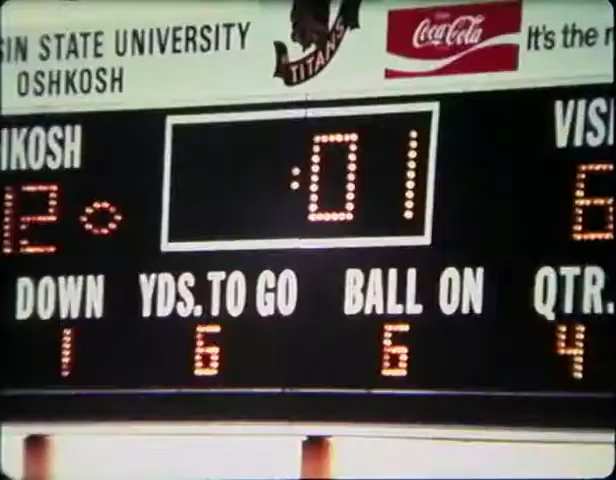 SIN STATE UNIVERSITY
OSHKOSH
TITANS
Coca-Cola
It's the r
HKOSH
:01
VISI
12
6
DOWN YDS. TO GO BALL ON QTR.
1 6 6 4